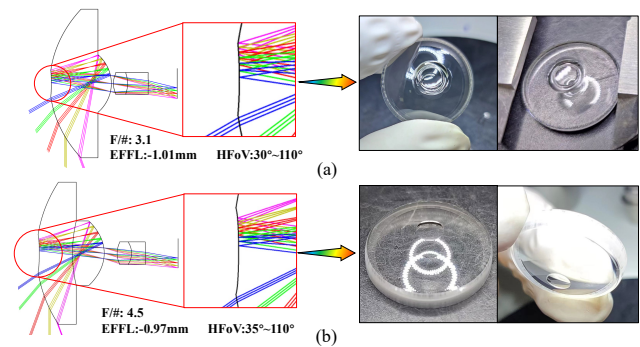 F/#: 3.1
EFFL:-1.01mm HFoV:30°~110°
(a)
F/#: 4.5
EFFL:-0.97mm HFoV:35°~110°
(b)